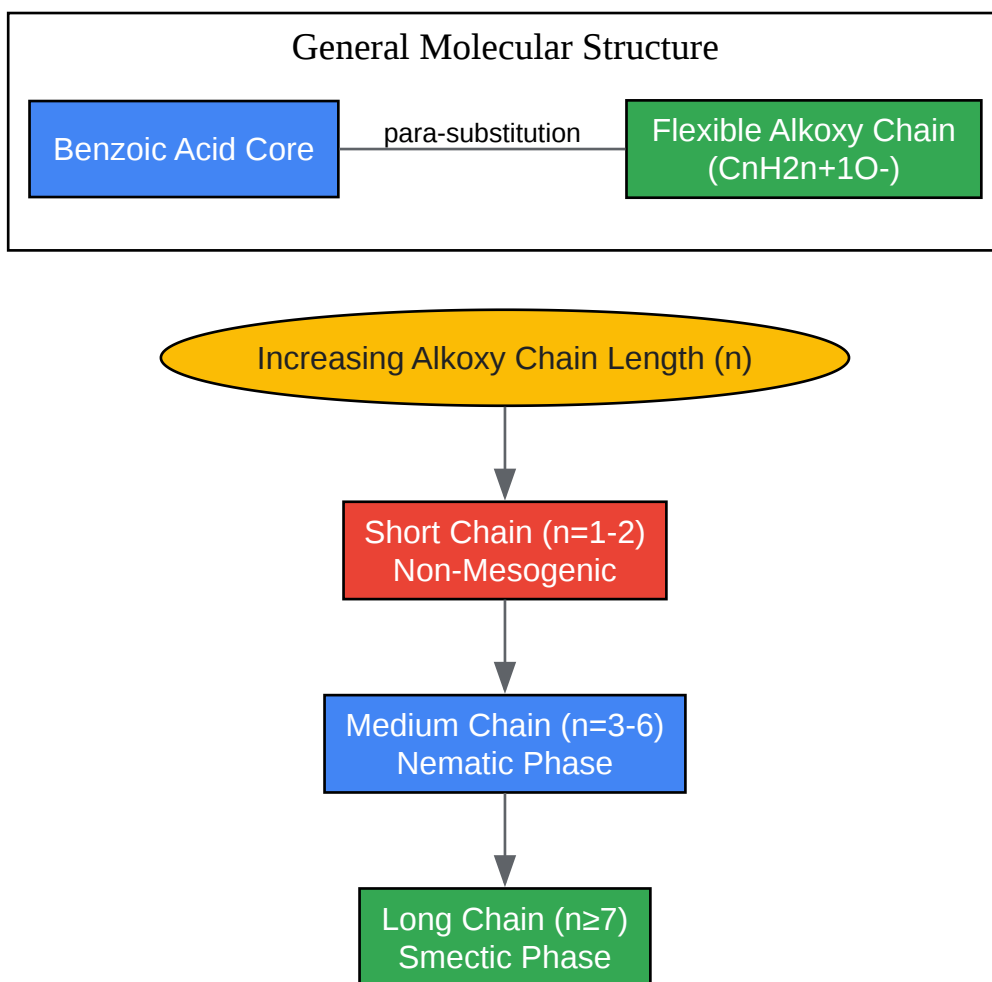 General Molecular Structure
Benzoic Acid Core
para-substitution
Flexible Alkoxy Chain
(CnH2n+1O-)
Increasing Alkoxy Chain Length (n)
Short Chain (n=1-2)
Non-Mesogenic
Medium Chain (n=3-6)
Nematic Phase
Long Chain (n≥7)
Smectic Phase